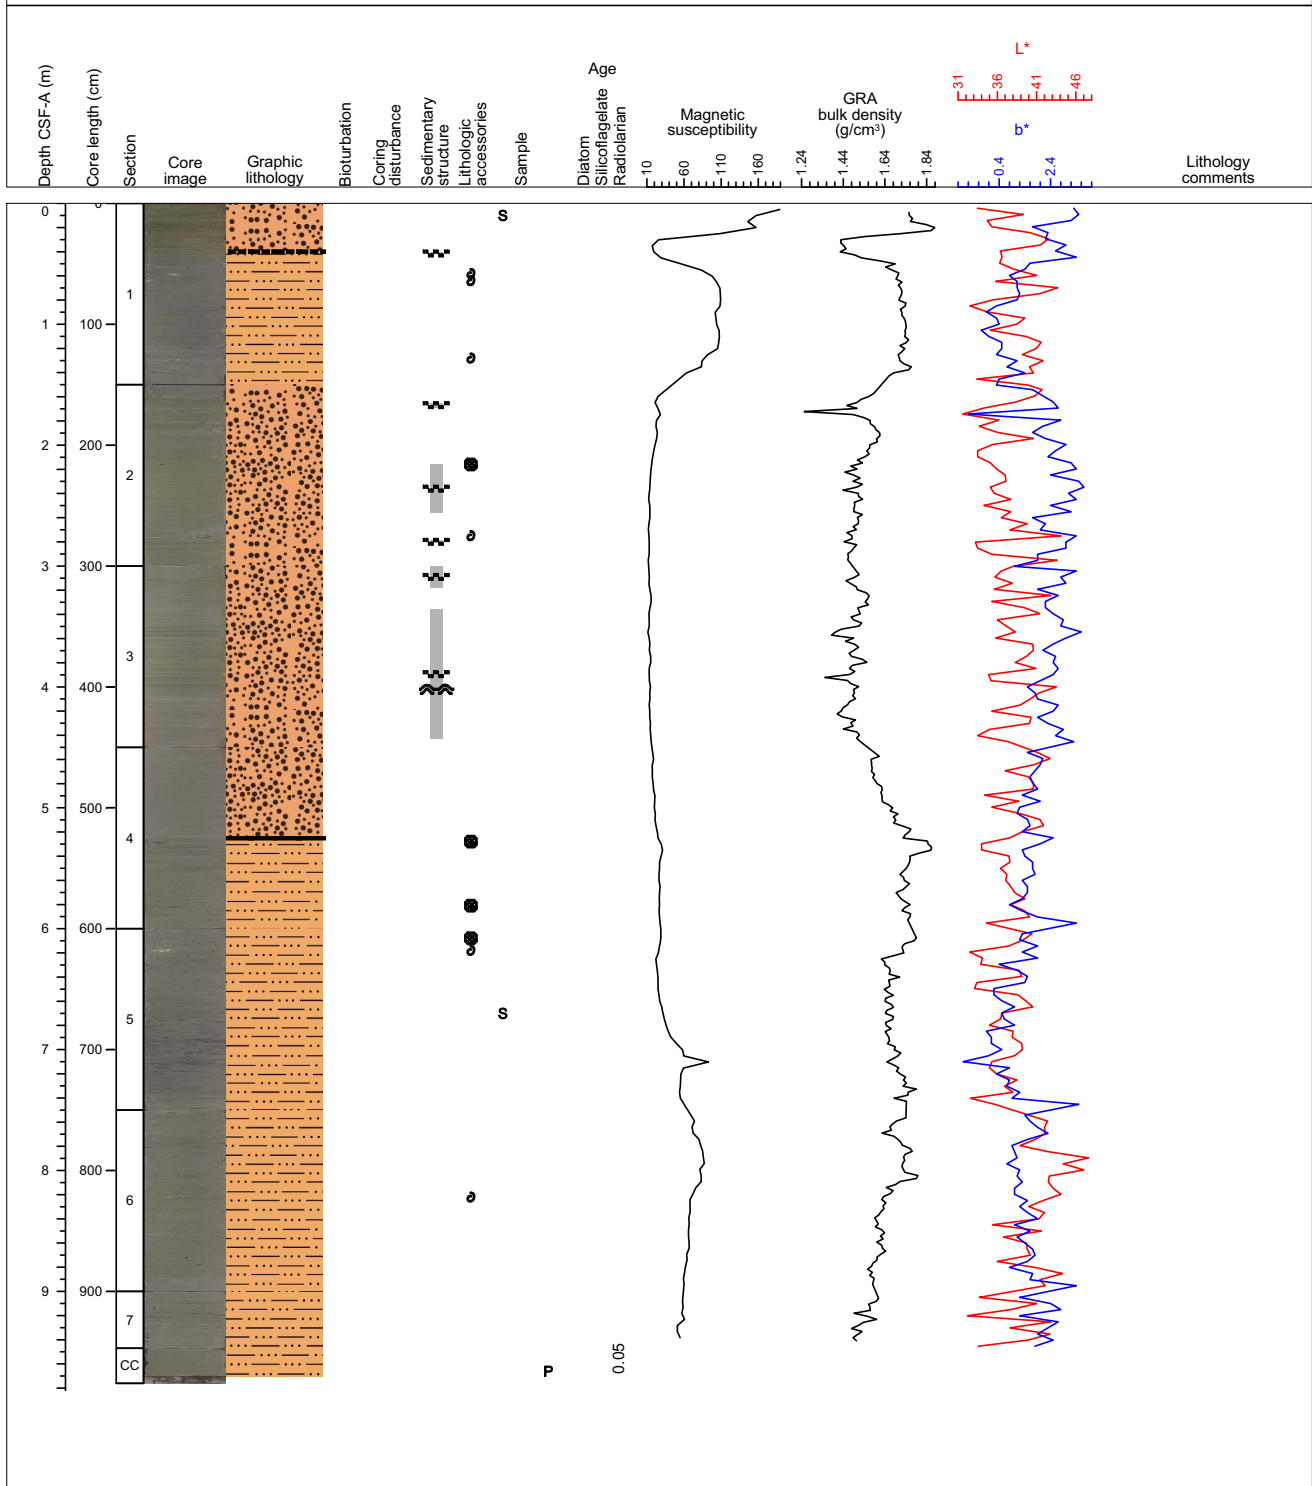 L*
31 36 41 46
Age
Depth CSF-A (m)
Core length (cm)
Section
Core
image
Graphic
lithology
Bioturbation
Coring
disturbance
Sedimentary
structure
Lithologic
accessories
Sample
Diatom
Silicoflagelate
Radiolarian
Magnetic
susceptibility
10 60 110 160
GRA
bulk density
(g/cm³)
1.24 1.44 1.64 1.84
b*
0.4 2.4
Lithology
comments
0 0 S
1
1 100
2 200
2
3 300
3
4 400
5 500
4
6 600
S
5
7 700
8 800
6
9 900
7
CC P 0.05